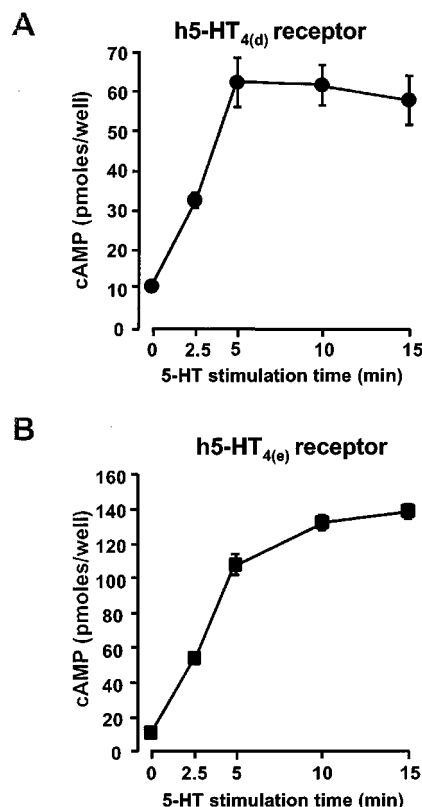 A
h5-HT4(d) receptor
cAMP (pmoles/well)
70
60
50
40
30
20
10
0
0 2.5 5 10 15
5-HT stimulation time (min)
B
h5-HT4(e) receptor
cAMP (pmoles/well)
160
140
120
100
80
60
40
20
0
0 2.5 5 10 15
5-HT stimulation time (min)